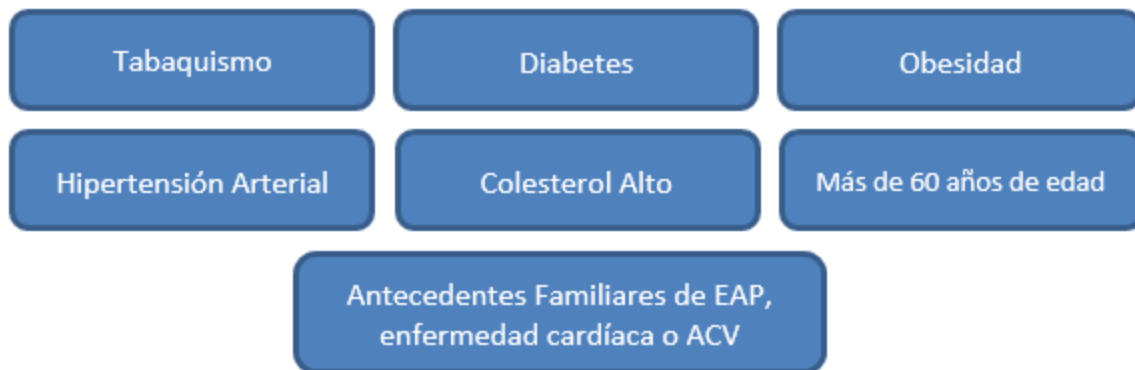 Tabaquismo
Diabetes
Obesidad
Hipertensión Arterial
Colesterol Alto
Más de 60 años de edad
Antecedentes Familiares de EAP,
enfermedad cardíaca o ACV